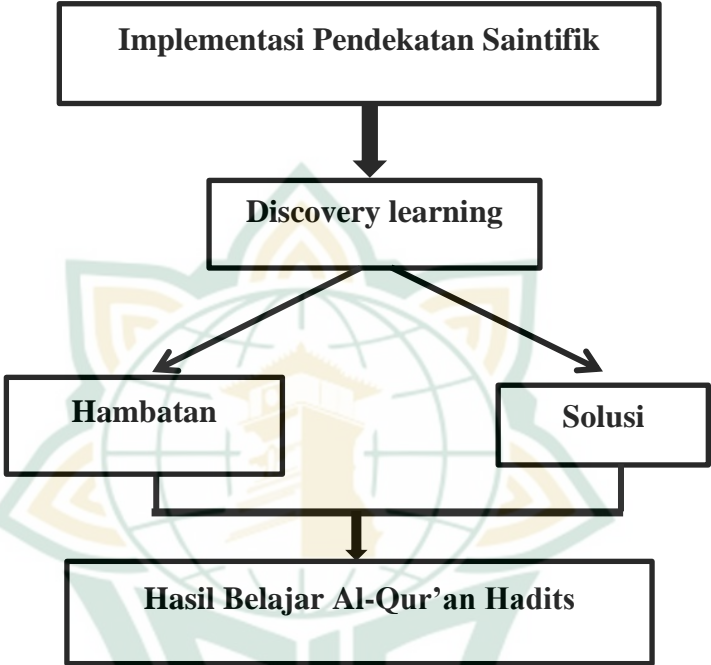 Implementasi Pendekatan Saintifik
Discovery learning
Hambatan
Solusi
Hasil Belajar Al-Qur’an Hadits